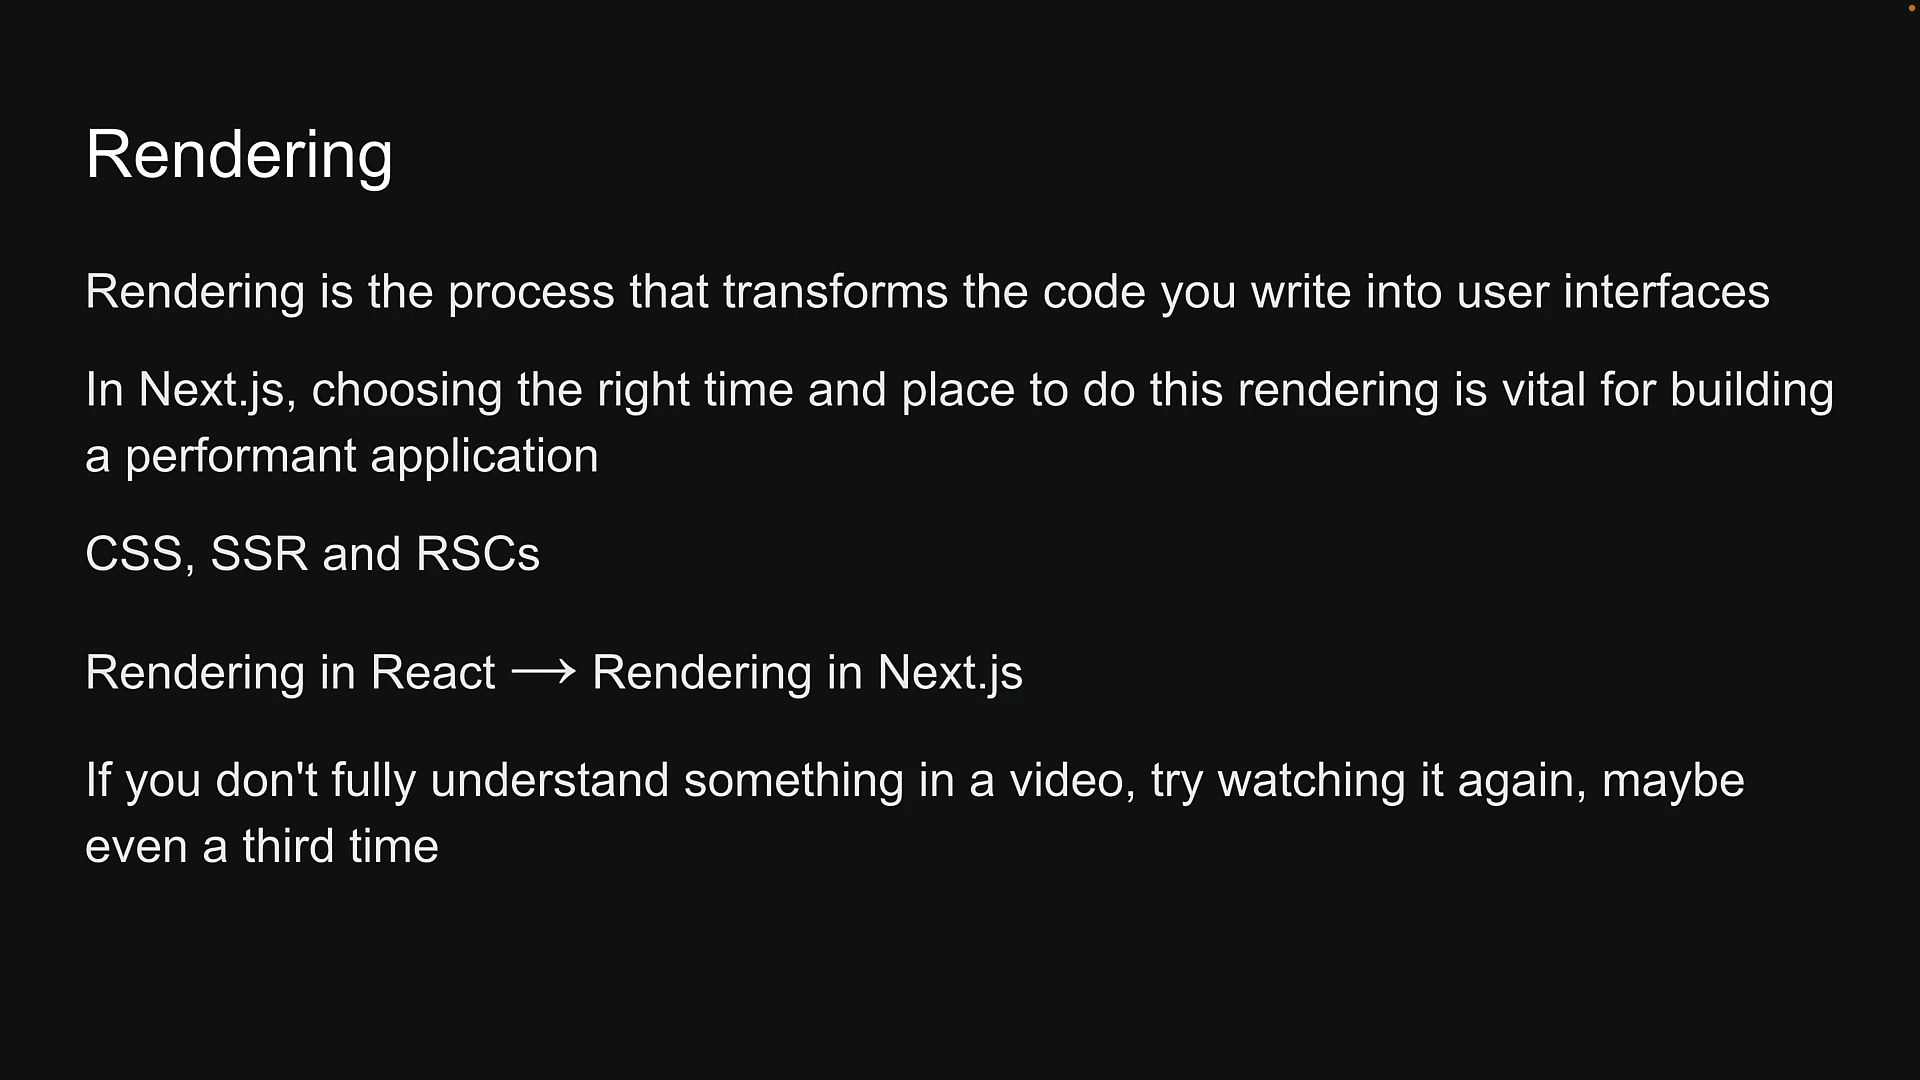 Rendering
Rendering is the process that transforms the code you write into user interfaces
In Next.js, choosing the right time and place to do this rendering is vital for building
a performant application
CSS, SSR and RSCs
Rendering in React ⟶ Rendering in Next.js
If you don't fully understand something in a video, try watching it again, maybe
even a third time